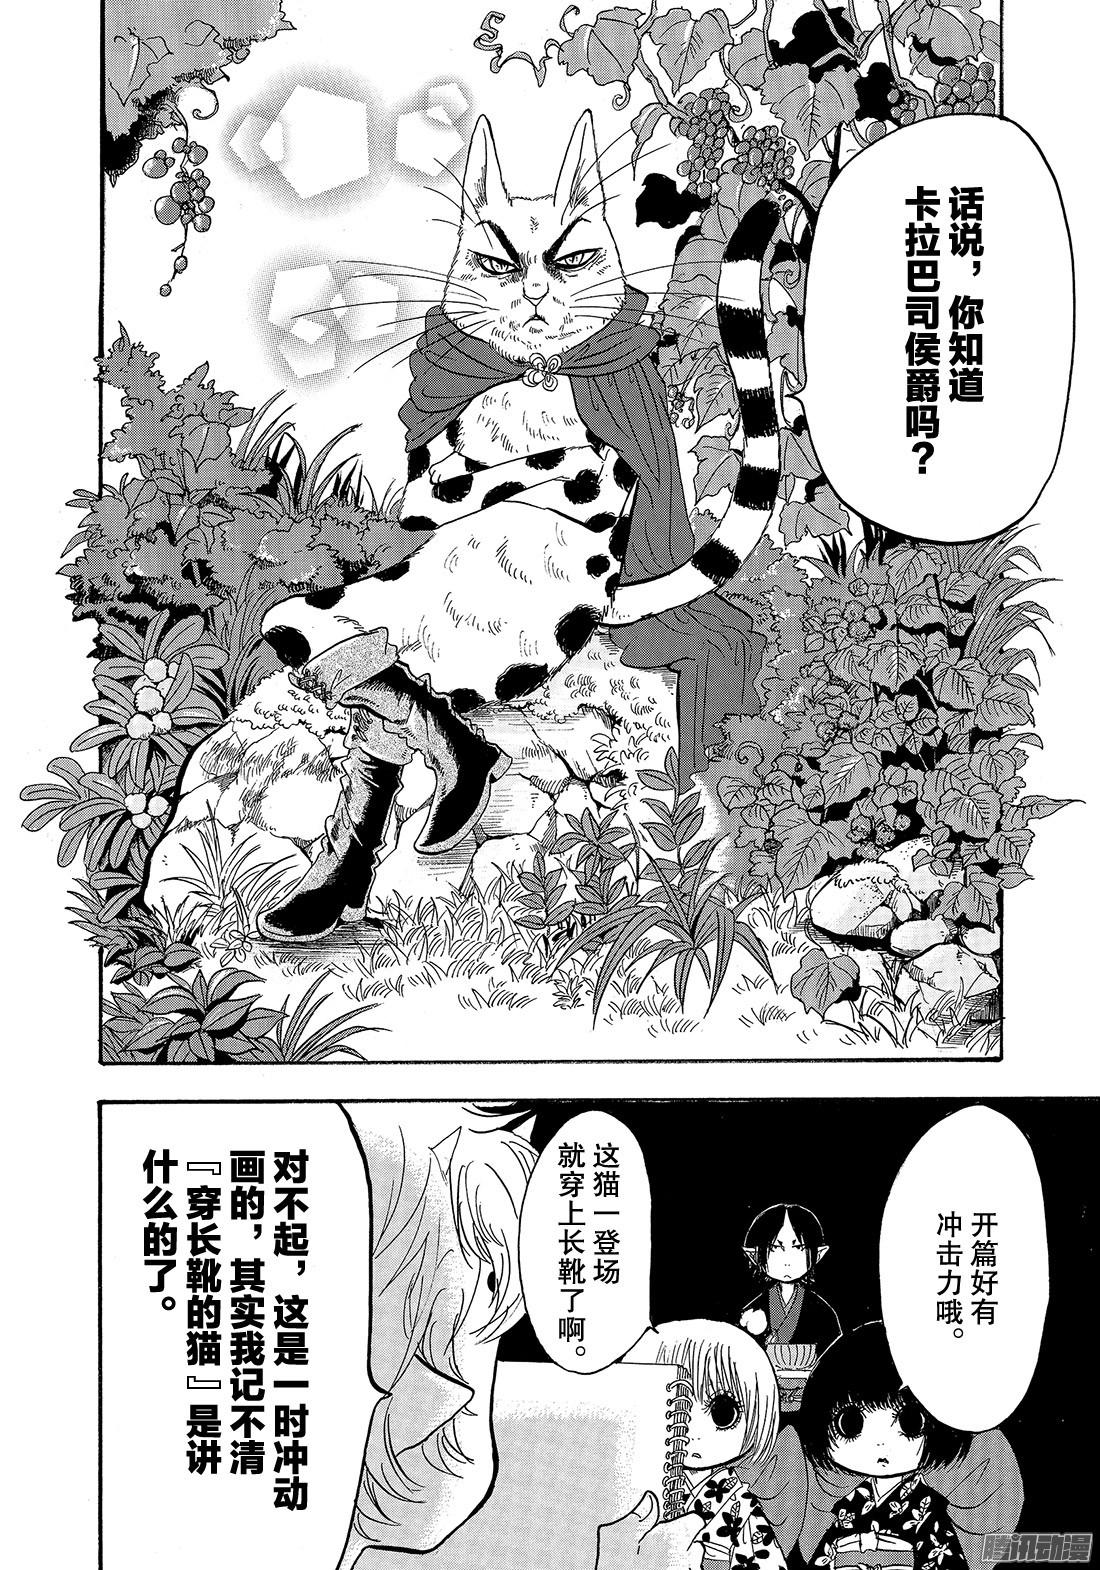 话说，你知道
卡拉巴司侯爵吗？
开篇好有
冲击力哦。
这猫一登场
就穿上长靴了啊。
对不起，这是一时冲动
画的，其实我记不清
『穿长靴的猫』是讲
什么的了。
腾讯动漫